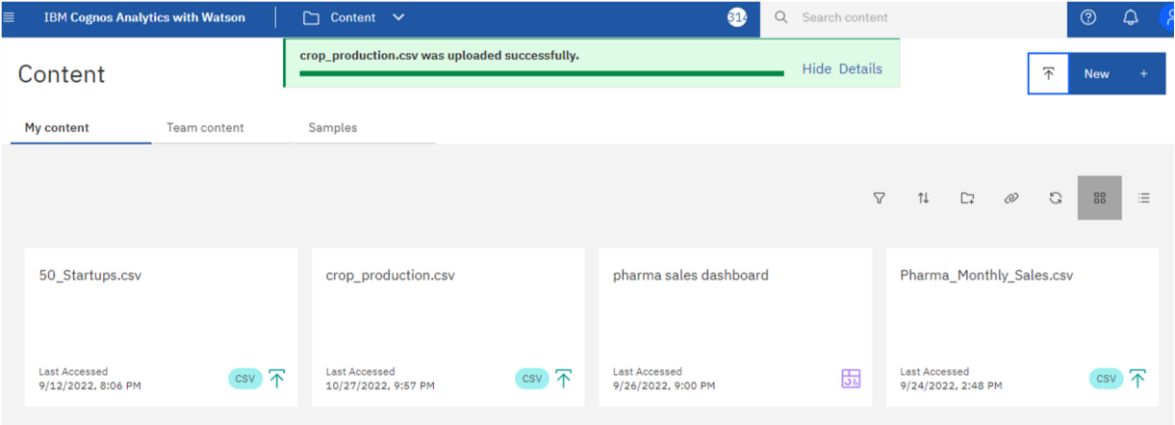 IBM Cognos Analytics with Watson
Content
314
Search content
crop_production.csv was uploaded successfully.
Hide Details
Content
New +
My content
Team content
Samples
50_Startups.csv
Last Accessed
9/12/2022, 8:06 PM
CSV
crop_production.csv
Last Accessed
10/27/2022, 9:57 PM
CSV
pharma sales dashboard
Last Accessed
9/26/2022, 9:00 PM
Pharma_Monthly_Sales.csv
Last Accessed
9/24/2022, 2:48 PM
CSV